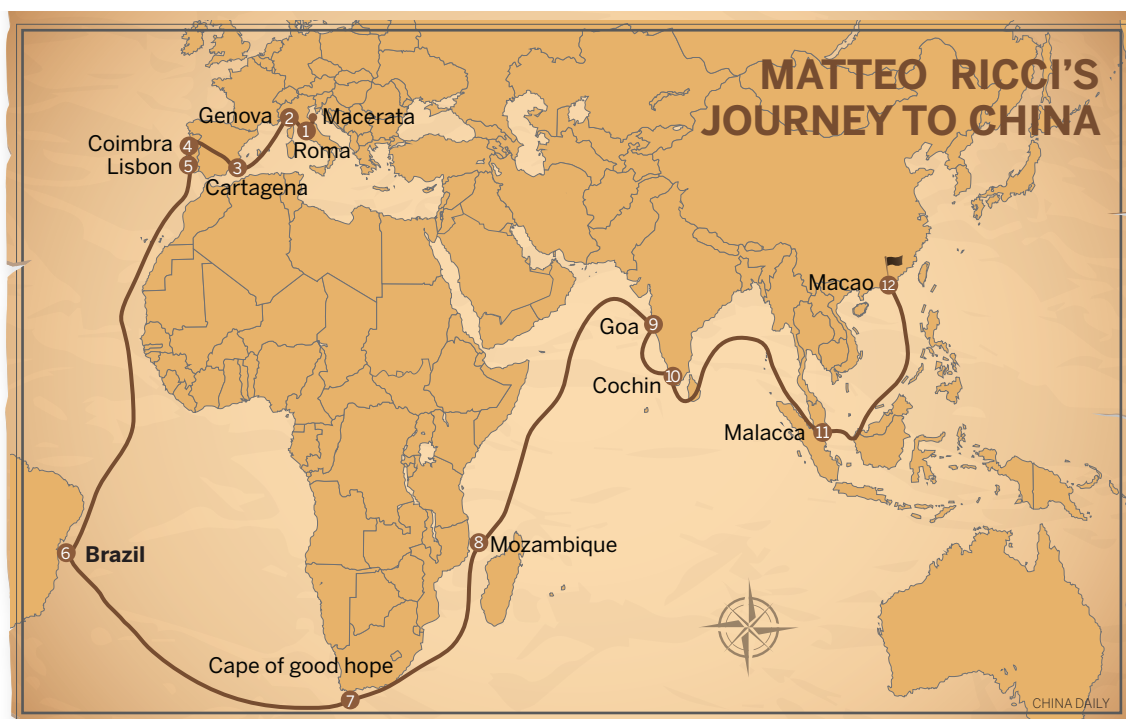 MATTEO RICCI'S
JOURNEY TO CHINA
Genova
2
Macerata
1
Roma
Coimbra
4
Lisbon
5
3
Cartagena
Macao
12
Goa
9
Cochin
10
Malacca
11
8
Mozambique
6
Brazil
Cape of good hope
7
CHINA DAILY